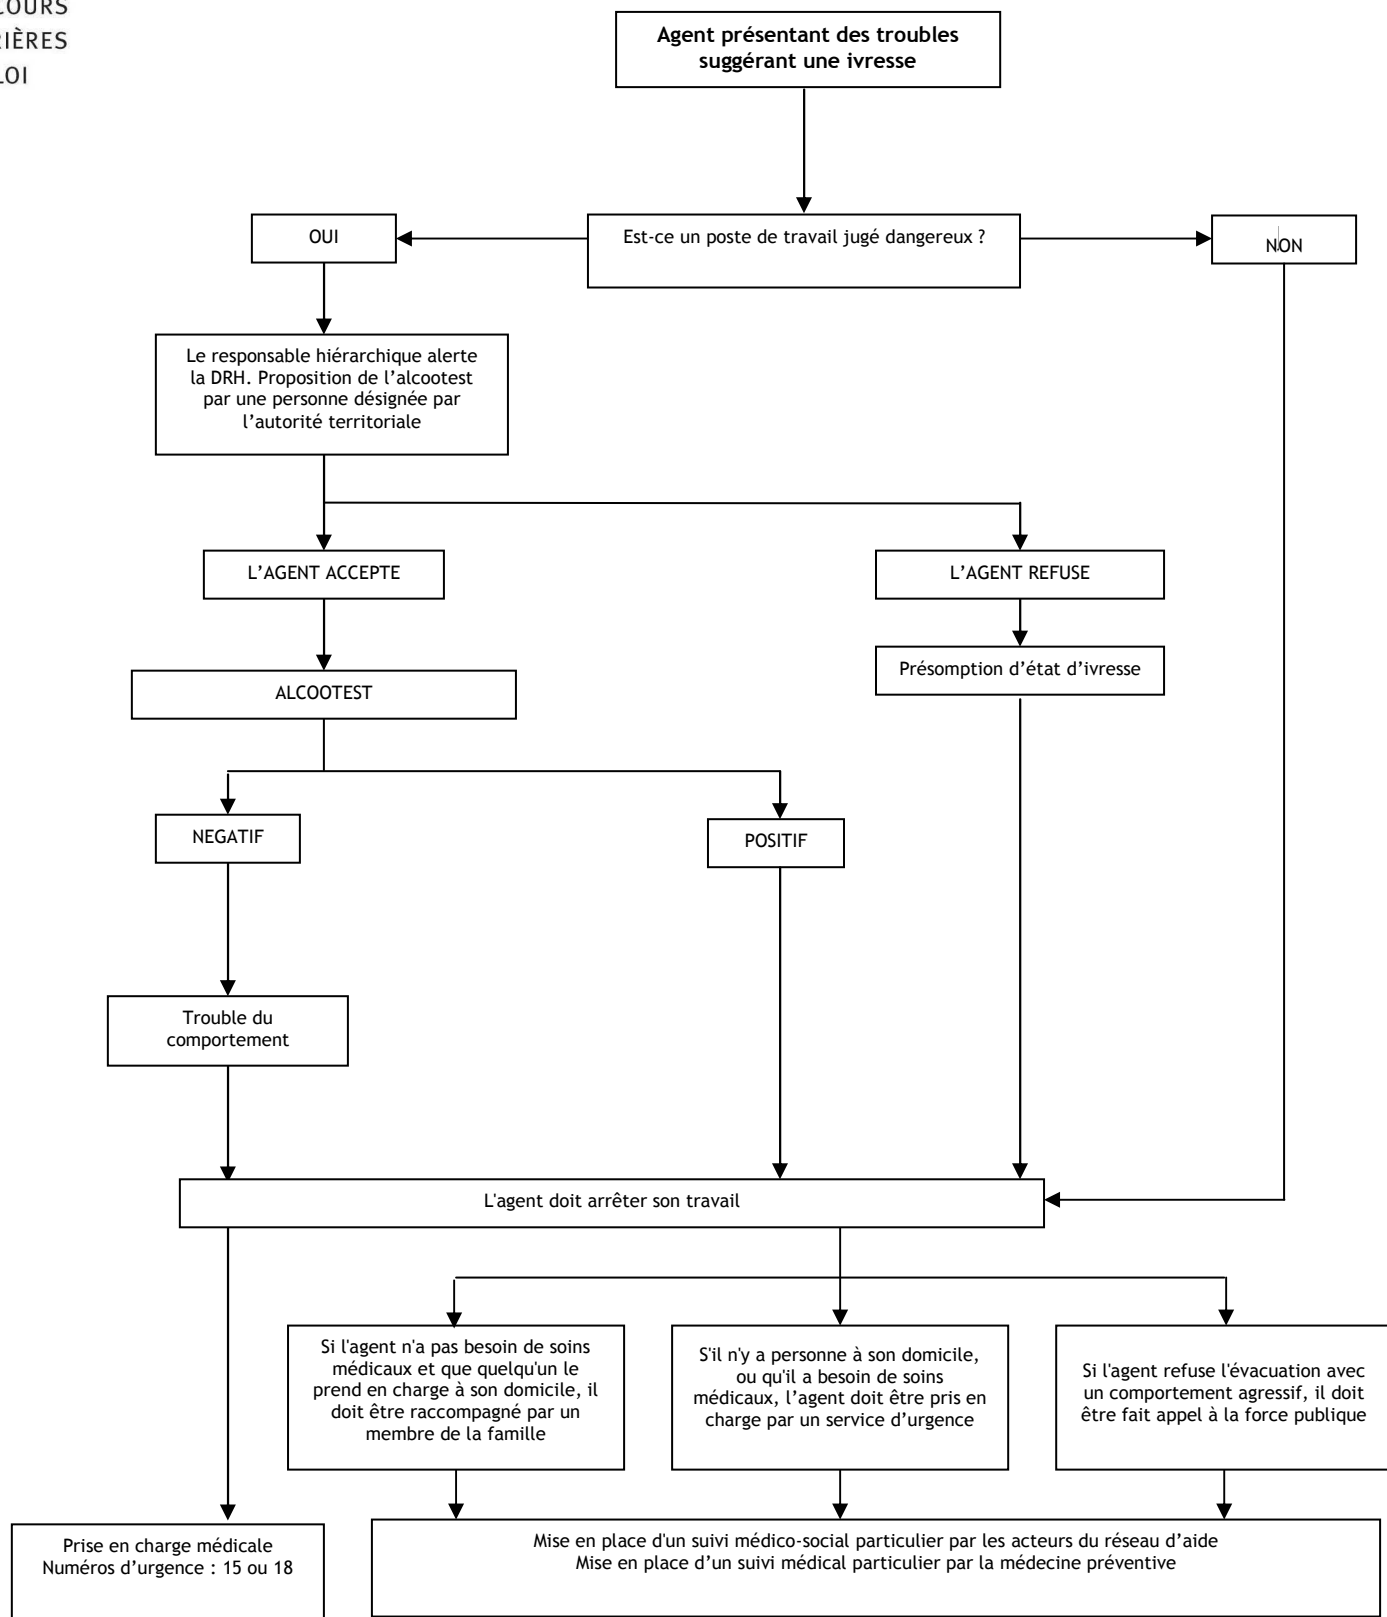 COURS
RIÈRES
LOI
Agent présentant des troubles
suggérant une ivresse
OUI
Est-ce un poste de travail jugé dangereux ?
NON
Le responsable hiérarchique alerte
la DRH. Proposition de l’alcootest
par une personne désignée par
l’autorité territoriale
L’AGENT ACCEPTE
L’AGENT REFUSE
Présomption d’état d’ivresse
ALCOOTEST
NEGATIF
POSITIF
Trouble du
comportement
L'agent doit arrêter son travail
Si l'agent n'a pas besoin de soins
médicaux et que quelqu'un le
prend en charge à son domicile, il
doit être raccompagné par un
membre de la famille
S'il n'y a personne à son domicile,
ou qu'il a besoin de soins
médicaux, l’agent doit être pris en
charge par un service d’urgence
Si l'agent refuse l'évacuation avec
un comportement agressif, il doit
être fait appel à la force publique
Prise en charge médicale
Numéros d’urgence : 15 ou 18
Mise en place d'un suivi médico-social particulier par les acteurs du réseau d’aide
Mise en place d’un suivi médical particulier par la médecine préventive